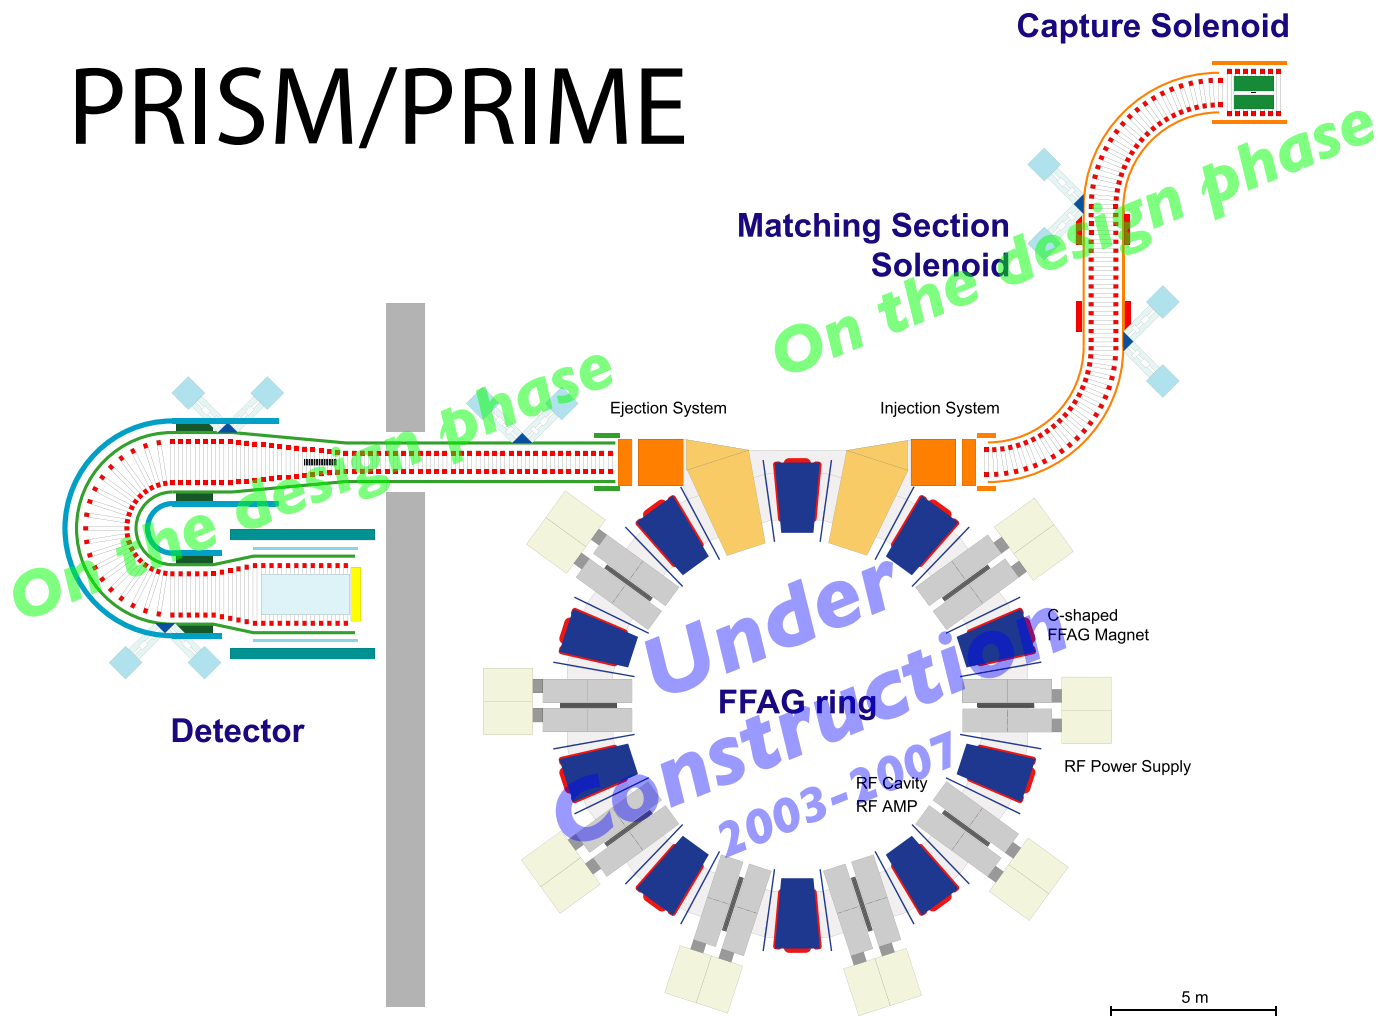 Capture Solenoid
PRISM/PRIME
On the design phase
Matching Section
Solenoid
On the design phase
Ejection System
Injection System
Under
Construction
2003-2007
C-shaped
FFAG Magnet
FFAG ring
Detector
RF Power Supply
RF Cavity
RF AMP
5 m